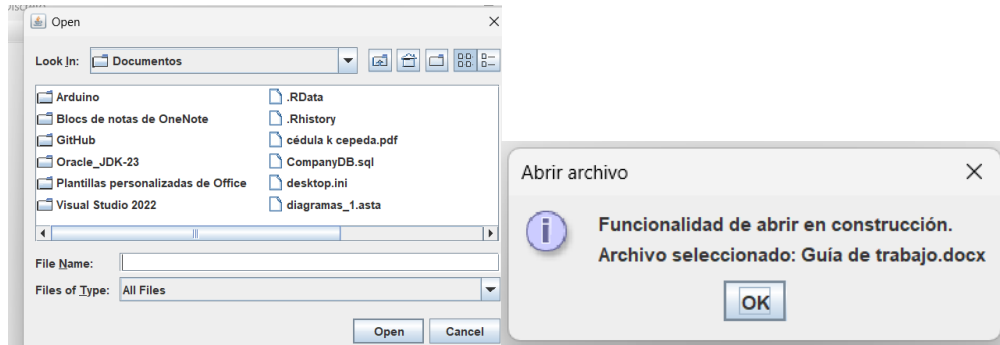 Open
Look In:
Documentos
Arduino
Blocs de notas de OneNote
GitHub
Oracle_JDK-23
Plantillas personalizadas de Office
Visual Studio 2022
.RData
.Rhistory
cédula k cepeda.pdf
CompanyDB.sql
desktop.ini
diagramas_1.asta
File Name:
Files of Type:
All Files
Open
Cancel
Abrir archivo
Funcionalidad de abrir en construcción.
Archivo seleccionado: Guía de trabajo.docx
OK